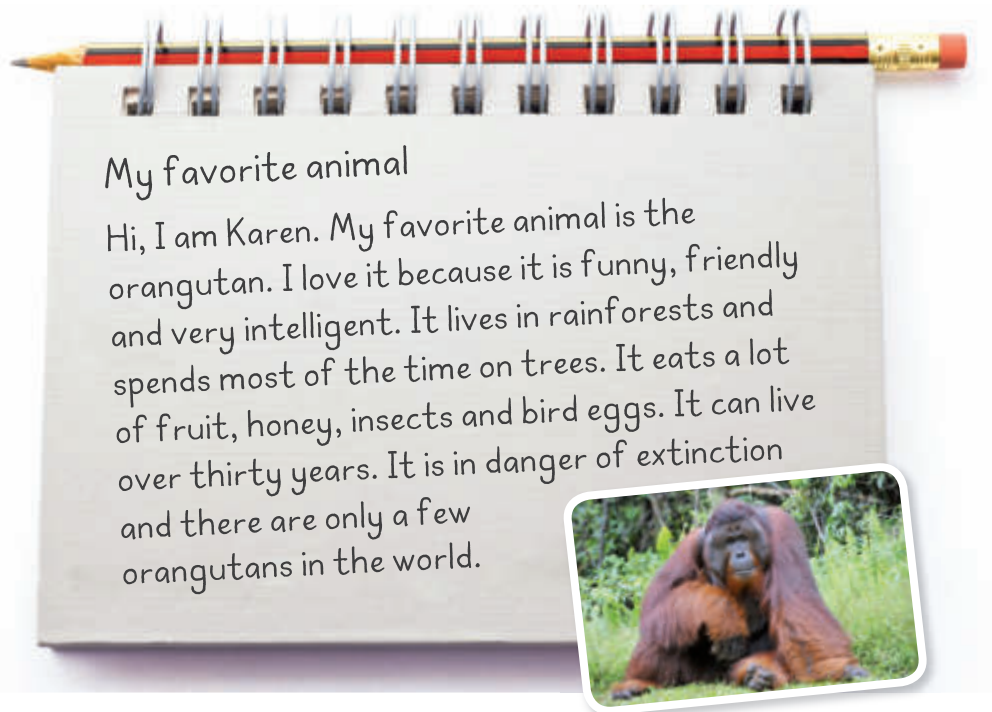 My favorite animal
Hi, I am Karen. My favorite animal is the
orangutan. I love it because it is funny, friendly
and very intelligent. It lives in rainforests and
spends most of the time on trees. It eats a lot
of fruit, honey, insects and bird eggs. It can live
over thirty years. It is in danger of extinction
and there are only a few
orangutans in the world.